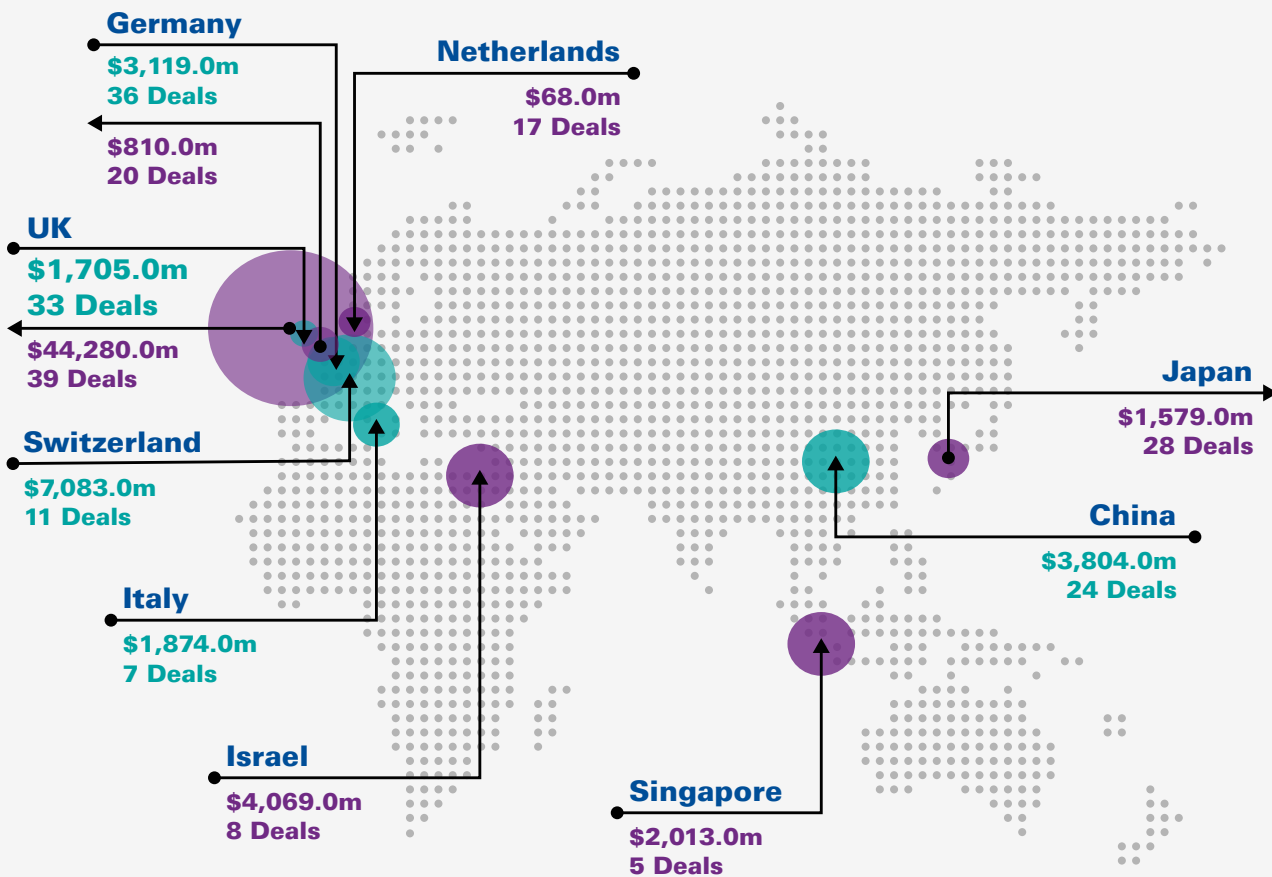 Germany
$3,119.0m
36 Deals
$810.0m
20 Deals
Netherlands
$68.0m
17 Deals
UK
$1,705.0m
33 Deals
$44,280.0m
39 Deals
Japan
$1,579.0m
28 Deals
Switzerland
$7,083.0m
11 Deals
China
$3,804.0m
24 Deals
Italy
$1,874.0m
7 Deals
Israel
$4,069.0m
8 Deals
Singapore
$2,013.0m
5 Deals